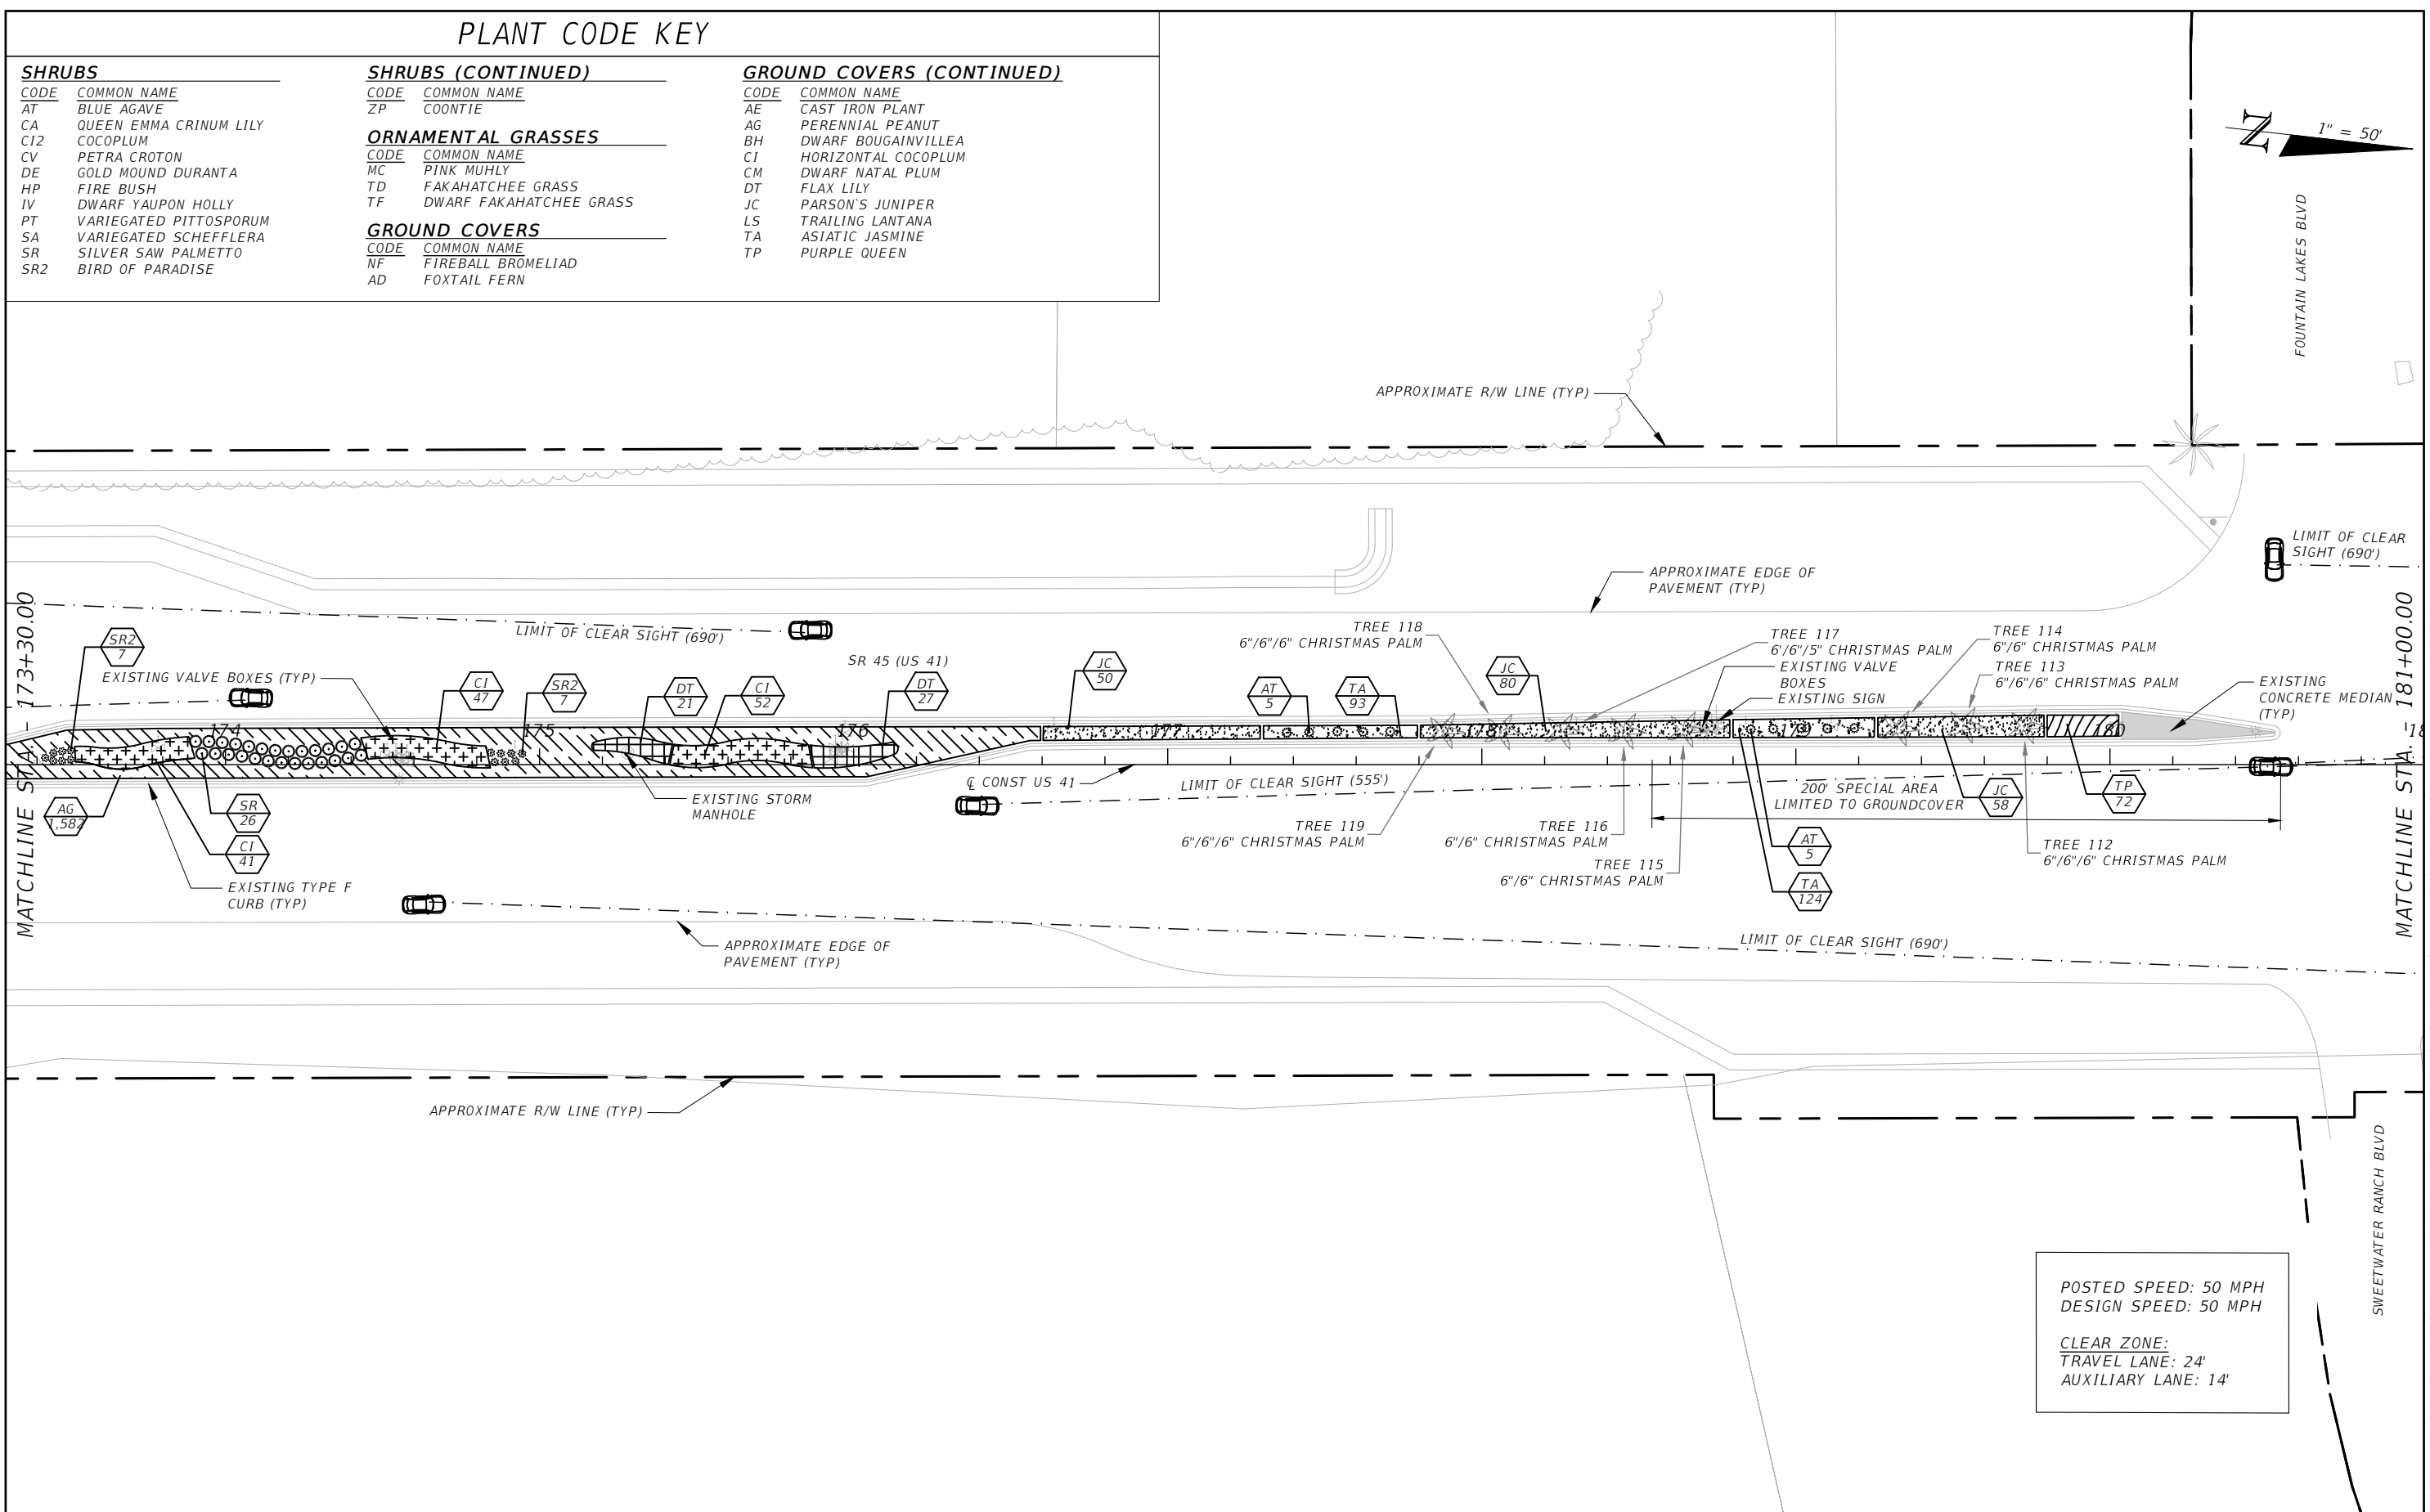 PLANT CODE KEY
SHRUBS
CODE COMMON NAME
AT BLUE AGAVE
CA QUEEN EMMA CRINUM LILY
CI2 COCOPLUM
CV PETRA CROTON
DE GOLD MOUND DURANTA
HP FIRE BUSH
IV DWARF YAUPON HOLLY
PT VARIEGATED PITTOSPORUM
SA VARIEGATED SCHEFFLERA
SR SILVER SAW PALMETTO
SR2 BIRD OF PARADISE
SHRUBS (CONTINUED)
CODE COMMON NAME
ZP COONTIE
ORNAMENTAL GRASSES
CODE COMMON NAME
MC PINK MUHLY
TD FAKAHATCHEE GRASS
TF DWARF FAKAHATCHEE GRASS
GROUND COVERS
CODE COMMON NAME
NF FIREBALL BROMELIAD
AD FOXTAIL FERN
GROUND COVERS (CONTINUED)
CODE COMMON NAME
AE CAST IRON PLANT
AG PERENNIAL PEANUT
BH DWARF BOUGAINVILLEA
CI HORIZONTAL COCOPLUM
CM DWARF NATAL PLUM
DT FLAX LILY
JC PARSON`S JUNIPER
LS TRAILING LANTANA
TA ASIATIC JASMINE
TP PURPLE QUEEN
N
1" = 50'
FOUNTAIN LAKES BLVD
APPROXIMATE R/W LINE (TYP)
LIMIT OF CLEAR
SIGHT (690')
APPROXIMATE EDGE OF
PAVEMENT (TYP)
MATCHLINE STA. - 173+30.00
LIMIT OF CLEAR SIGHT (690')
SR2
7
EXISTING VALVE BOXES (TYP)
CI
47
SR2
7
DT
21
CI
52
SR 45 (US 41)
DT
27
JC
50
AT
5
TA
93
TREE 118
6"/6"/6" CHRISTMAS PALM
JC
80
TREE 117
6'/6"/5" CHRISTMAS PALM
EXISTING VALVE
BOXES
EXISTING SIGN
TREE 114
6"/6" CHRISTMAS PALM
TREE 113
6"/6"/6" CHRISTMAS PALM
EXISTING
CONCRETE MEDIAN
(TYP)
MATCHLINE STA. - 181+00.00
174
175
176
177
178
179
180
18
AG
1,582
SR
26
CI
41
EXISTING TYPE F
CURB (TYP)
EXISTING STORM
MANHOLE
℄ CONST US 41
LIMIT OF CLEAR SIGHT (555')
200' SPECIAL AREA
LIMITED TO GROUNDCOVER
JC
58
TP
72
TREE 119
6"/6"/6" CHRISTMAS PALM
TREE 116
6"/6" CHRISTMAS PALM
TREE 115
6"/6" CHRISTMAS PALM
AT
5
TA
124
TREE 112
6"/6"/6" CHRISTMAS PALM
APPROXIMATE EDGE OF
PAVEMENT (TYP)
LIMIT OF CLEAR SIGHT (690')
APPROXIMATE R/W LINE (TYP)
SWEETWATER RANCH BLVD
POSTED SPEED: 50 MPH
DESIGN SPEED: 50 MPH
CLEAR ZONE:
TRAVEL LANE: 24'
AUXILIARY LANE: 14'